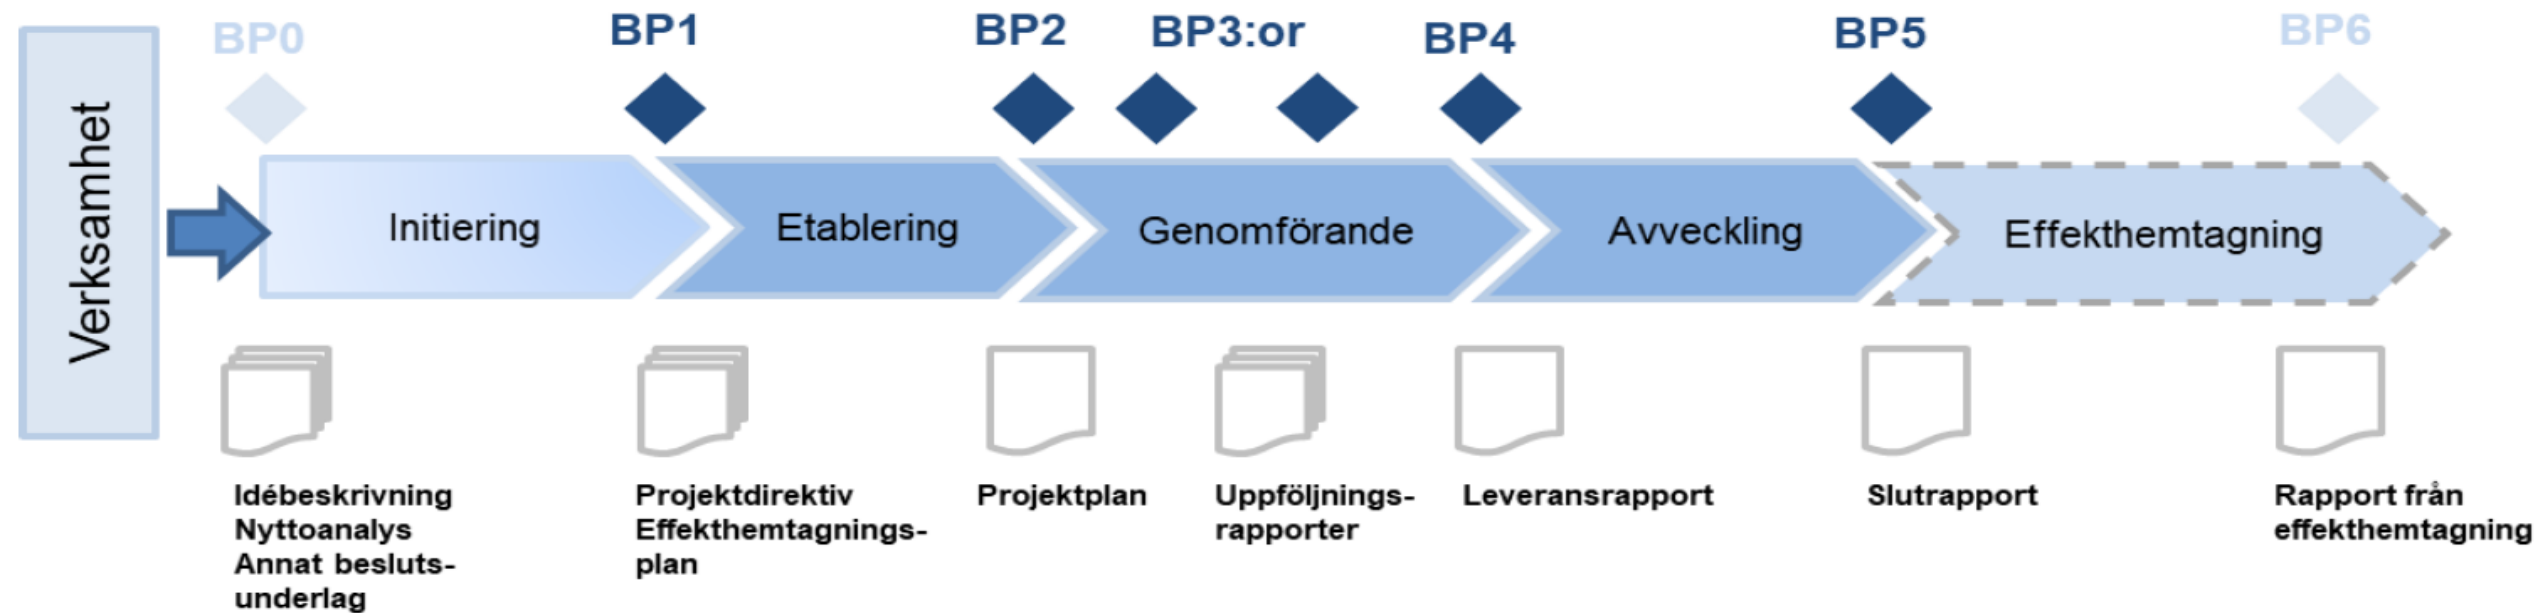 Verksamhet
BP0
BP1
BP2
BP3:or
BP4
BP5
BP6
Initiering
Etablering
Genomförande
Avveckling
Effekthemtagning
Idébeskrivning
Nyttoanalys
Annat besluts-
underlag
Projektdirektiv
Effekthemtagnings-
plan
Projektplan
Uppföljnings-
rapporter
Leveransrapport
Slutrapport
Rapport från
effekthemtagning